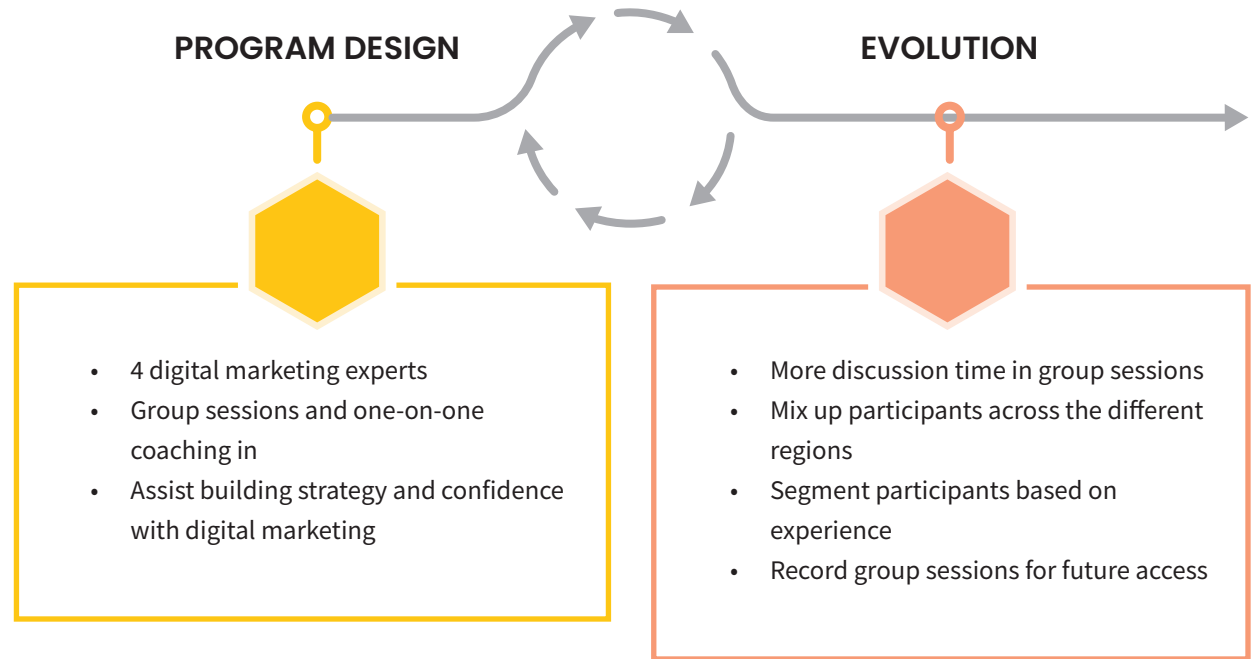 PROGRAM DESIGN
• 4 digital marketing experts
• Group sessions and one-on-one
coaching in
• Assist building strategy and confidence
with digital marketing
EVOLUTION
• More discussion time in group sessions
• Mix up participants across the different
regions
• Segment participants based on
experience
• Record group sessions for future access